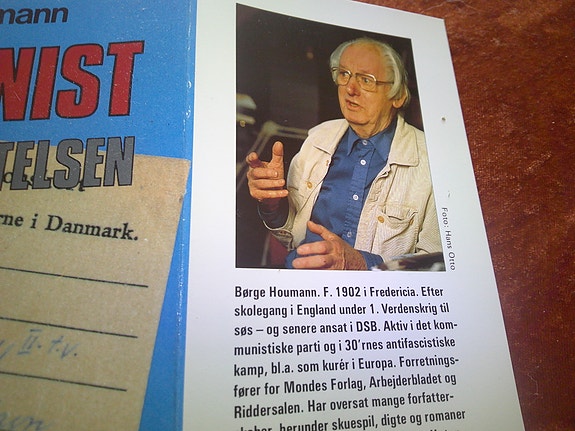 mann
NIST
TELSEN
rne i Danmark.
Foto: Hans Otto
Børge Houmann. F. 1902 i Fredericia. Efter
skolegang i England under 1. Verdenskrig til
søs – og senere ansat i DSB. Aktiv i det kom-
munistiske parti og i 30'rnes antifascistiske
kamp, bl.a. som kurér i Europa. Forretnings-
fører for Mondes Forlag, Arbejderbladet og
Riddersalen. Har oversat mange forfatter-
skaber, herunder skuespil, digte og romaner